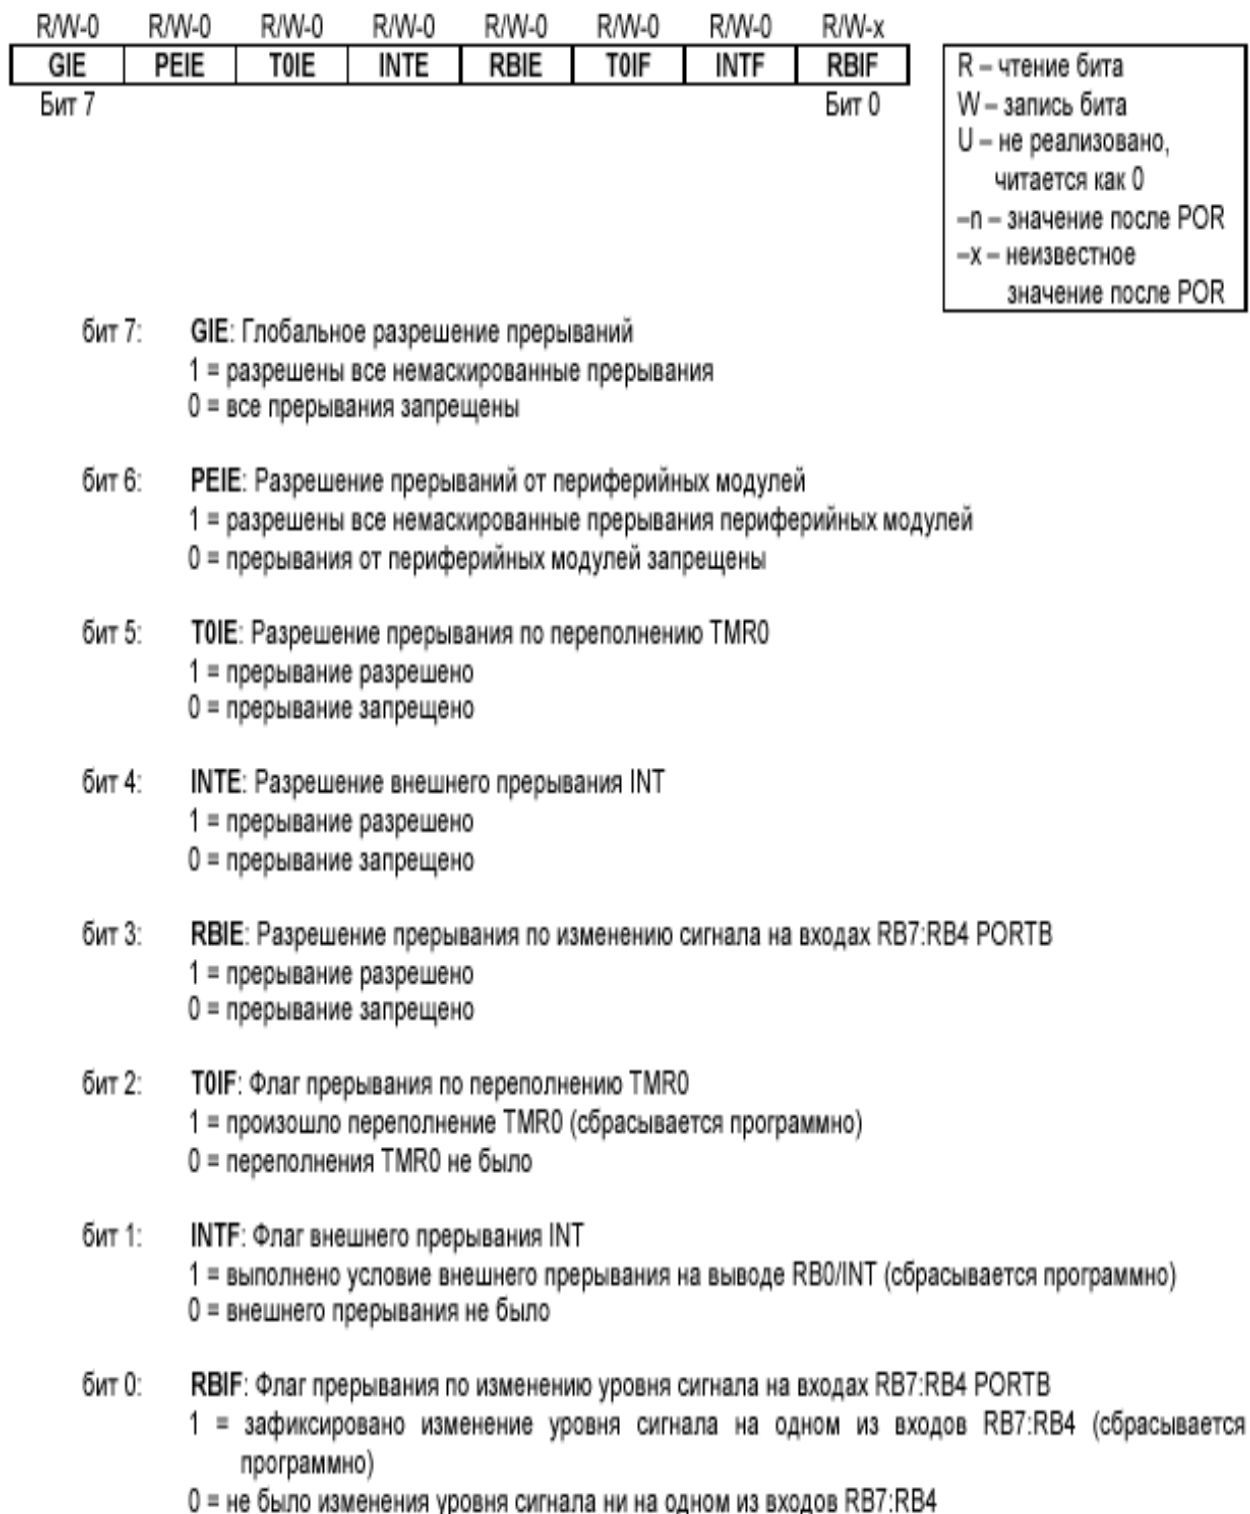 R/W-0 R/W-0 R/W-0 R/W-0 R/W-0 R/W-0 R/W-0 R/W-x
GIE PEIE T0IE INTE RBIE T0IF INTF RBIF
Бит 7 Бит 0
R – чтение бита
W – запись бита
U – не реализовано,
читается как 0
–n – значение после POR
–x – неизвестное
значение после POR
бит 7: GIE: Глобальное разрешение прерываний
1 = разрешены все немаскированные прерывания
0 = все прерывания запрещены
бит 6: PEIE: Разрешение прерываний от периферийных модулей
1 = разрешены все немаскированные прерывания периферийных модулей
0 = прерывания от периферийных модулей запрещены
бит 5: T0IE: Разрешение прерывания по переполнению TMR0
1 = прерывание разрешено
0 = прерывание запрещено
бит 4: INTE: Разрешение внешнего прерывания INT
1 = прерывание разрешено
0 = прерывание запрещено
бит 3: RBIE: Разрешение прерывания по изменению сигнала на входах RB7:RB4 PORTB
1 = прерывание разрешено
0 = прерывание запрещено
бит 2: T0IF: Флаг прерывания по переполнению TMR0
1 = произошло переполнение TMR0 (сбрасывается программно)
0 = переполнения TMR0 не было
бит 1: INTF: Флаг внешнего прерывания INT
1 = выполнено условие внешнего прерывания на выводе RB0/INT (сбрасывается программно)
0 = внешнего прерывания не было
бит 0: RBIF: Флаг прерывания по изменению уровня сигнала на входах RB7:RB4 PORTB
1 = зафиксировано изменение уровня сигнала на одном из входов RB7:RB4 (сбрасывается
программно)
0 = не было изменения уровня сигнала ни на одном из входов RB7:RB4